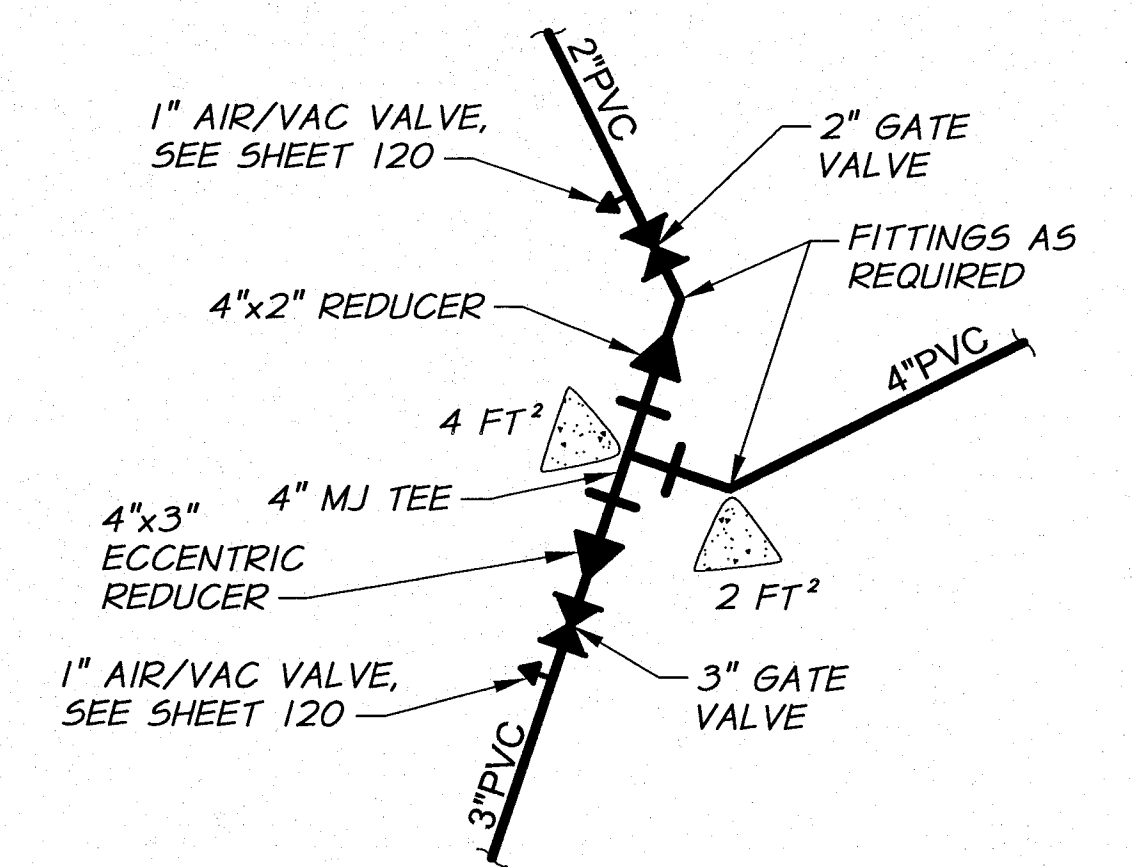 2"PVC
1" AIR/VAC VALVE,
SEE SHEET 120
2" GATE
VALVE
FITTINGS AS
REQUIRED
4"x2" REDUCER
4"PVC
4 FT²
4" MJ TEE
4"x3"
ECCENTRIC
REDUCER
2 FT²
1" AIR/VAC VALVE,
SEE SHEET 120
3" GATE
VALVE
3"PVC